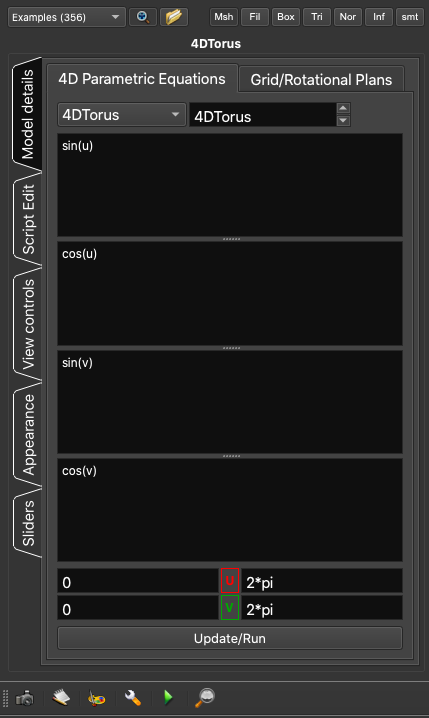 Examples (356) Msh Fil Box Tri Nor Inf smt
4DTorus
Model details
Script Edit
View controls
Appearance
Sliders
4D Parametric Equations Grid/Rotational Plans
4DTorus 4DTorus
sin(u)
cos(u)
sin(v)
cos(v)
0 U 2*pi
0 V 2*pi
Update/Run